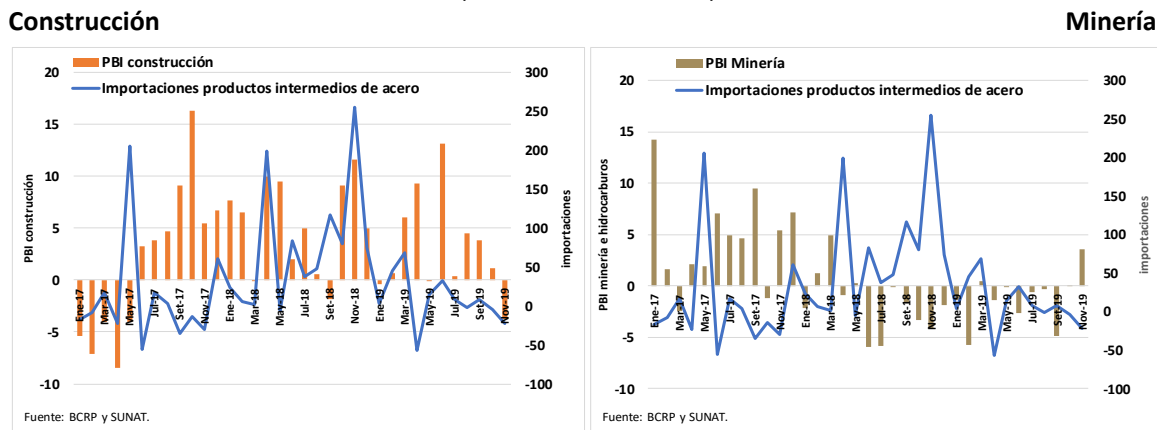 Construcción
Minería
PBI construcción
Importaciones productos intermedios de acero
20
15
10
5
0
-5
-10
PBI construcción
300
250
200
150
100
50
0
-50
-100
importaciones
Ene-17
Mar-17
May-17
Jul-17
Set-17
Nov-17
Ene-18
Mar-18
May-18
Jul-18
Set-18
Nov-18
Ene-19
Mar-19
May-19
Jul-19
Set-19
Nov-19
Fuente: BCRP y SUNAT.
PBI Minería
Importaciones productos intermedios de acero
20
15
10
5
0
-5
-10
PBI minería e hidrocarburos
300
250
200
150
100
50
0
-50
-100
importaciones
Ene-17
Mar-17
May-17
Jul-17
Set-17
Nov-17
Ene-18
Mar-18
May-18
Jul-18
Set-18
Nov-18
Ene-19
Mar-19
May-19
Jul-19
Set-19
Nov-19
Fuente: BCRP y SUNAT.